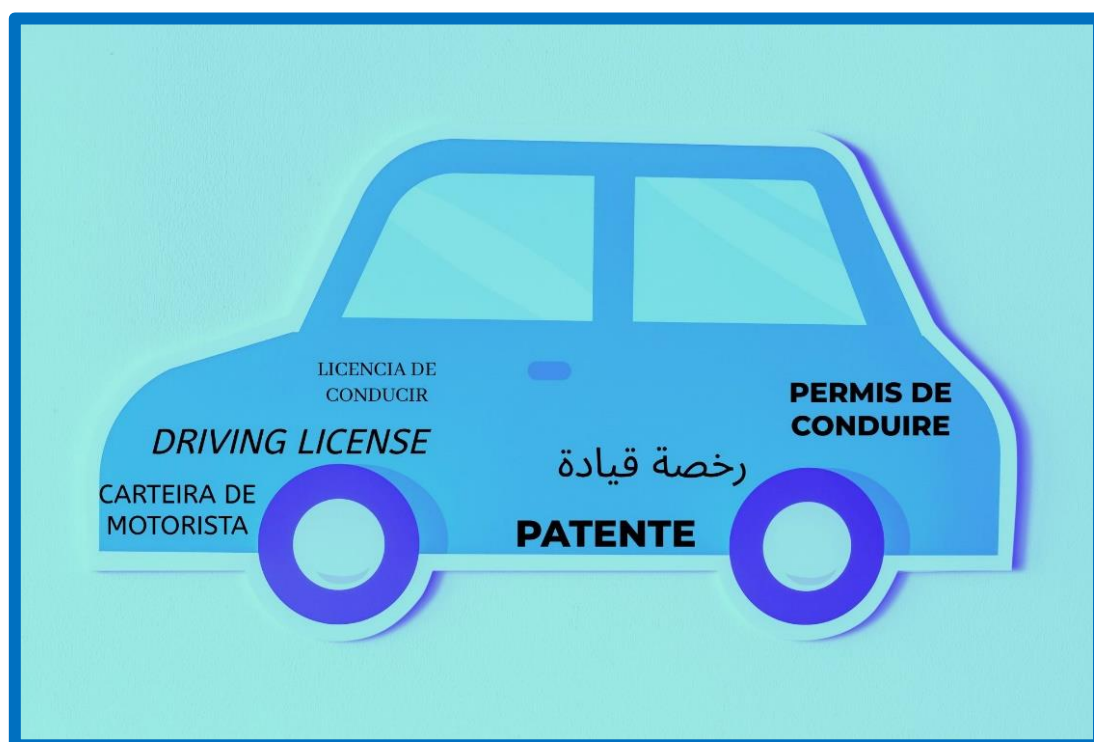 LICENCIA DE
CONDUCIR
PERMIS DE
CONDUIRE
DRIVING LICENSE
رخصة قيادة
CARTEIRA DE
MOTORISTA
PATENTE